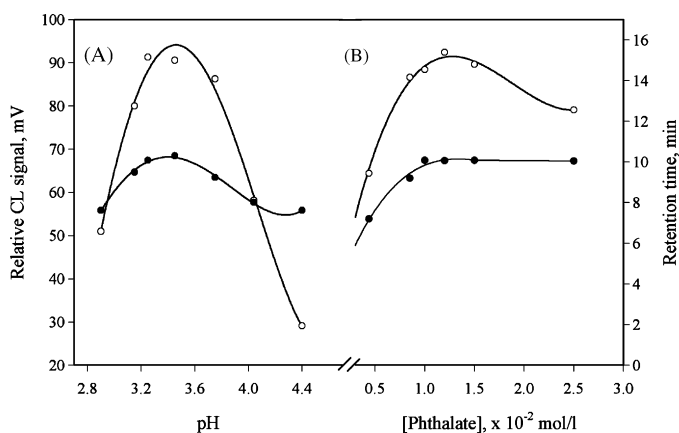 (A)
(B)
Relative CL signal, mV
100
90
80
70
60
50
40
30
20
Retention time, min
16
14
12
10
8
6
4
2
0
2.8 3.2 3.6 4.0 4.4
0.5 1.0 1.5 2.0 2.5 3.0
pH
[Phthalate], x 10⁻² mol/l